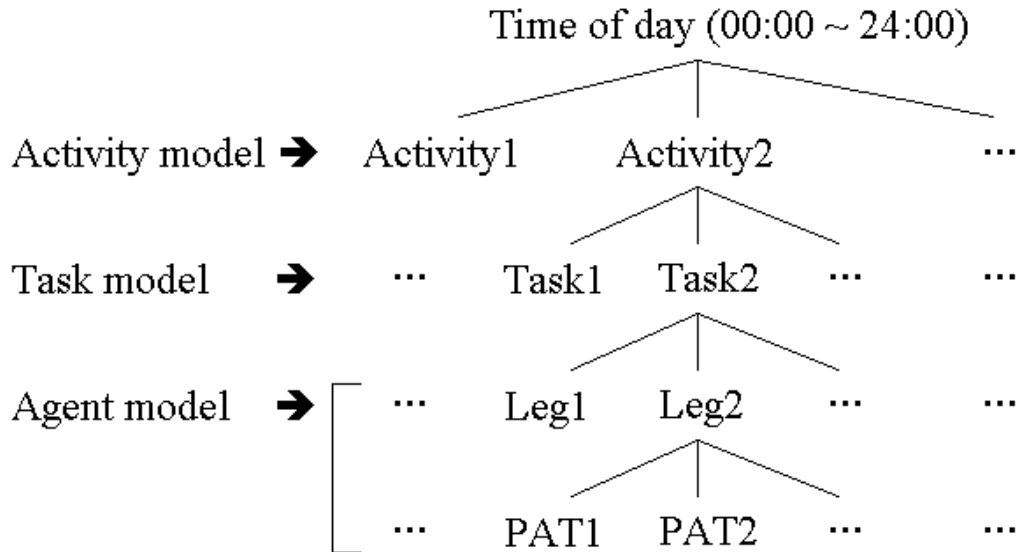 Time of day (00:00 ~ 24:00)
Activity model ➔ Activity1 Activity2 ...
Task model ➔ ... Task1 Task2 ... ...
Agent model ➔ ... Leg1 Leg2 ... ...
... PAT1 PAT2 ... ...